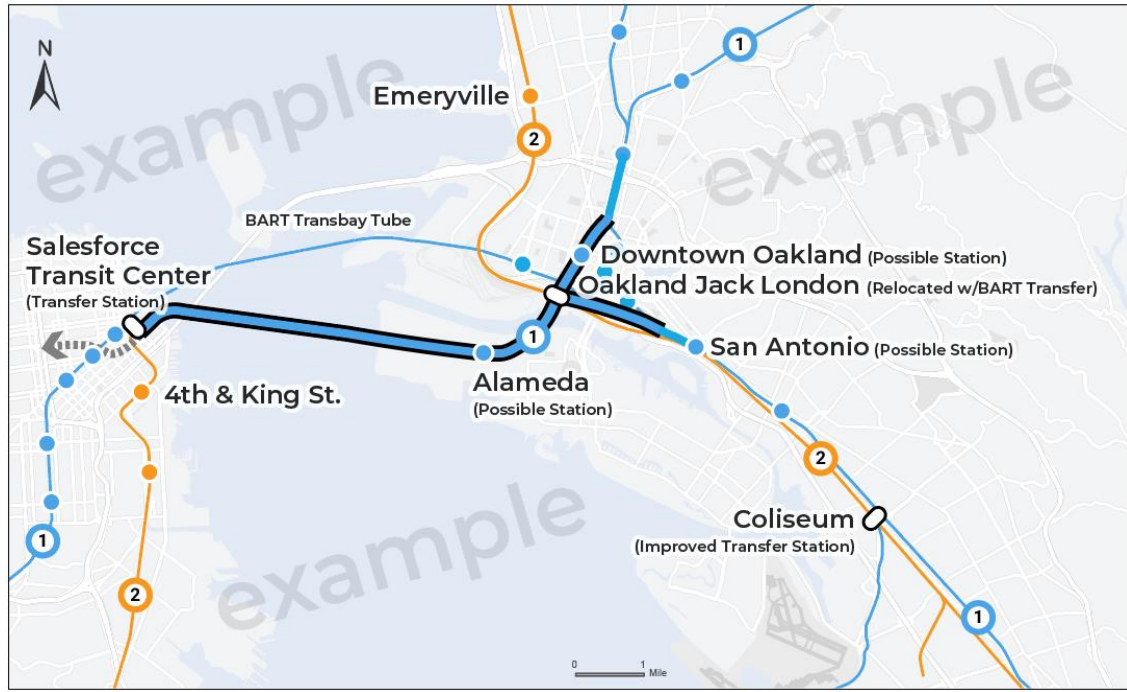 N
1
Emeryville
2
example
example
BART Transbay Tube
Salesforce
Transit Center
(Transfer Station)
Downtown Oakland (Possible Station)
Oakland Jack London (Relocated w/BART Transfer)
1
San Antonio (Possible Station)
Alameda
(Possible Station)
4th & King St.
2
example
Coliseum
(Improved Transfer Station)
1
2
1
0 1
Mile